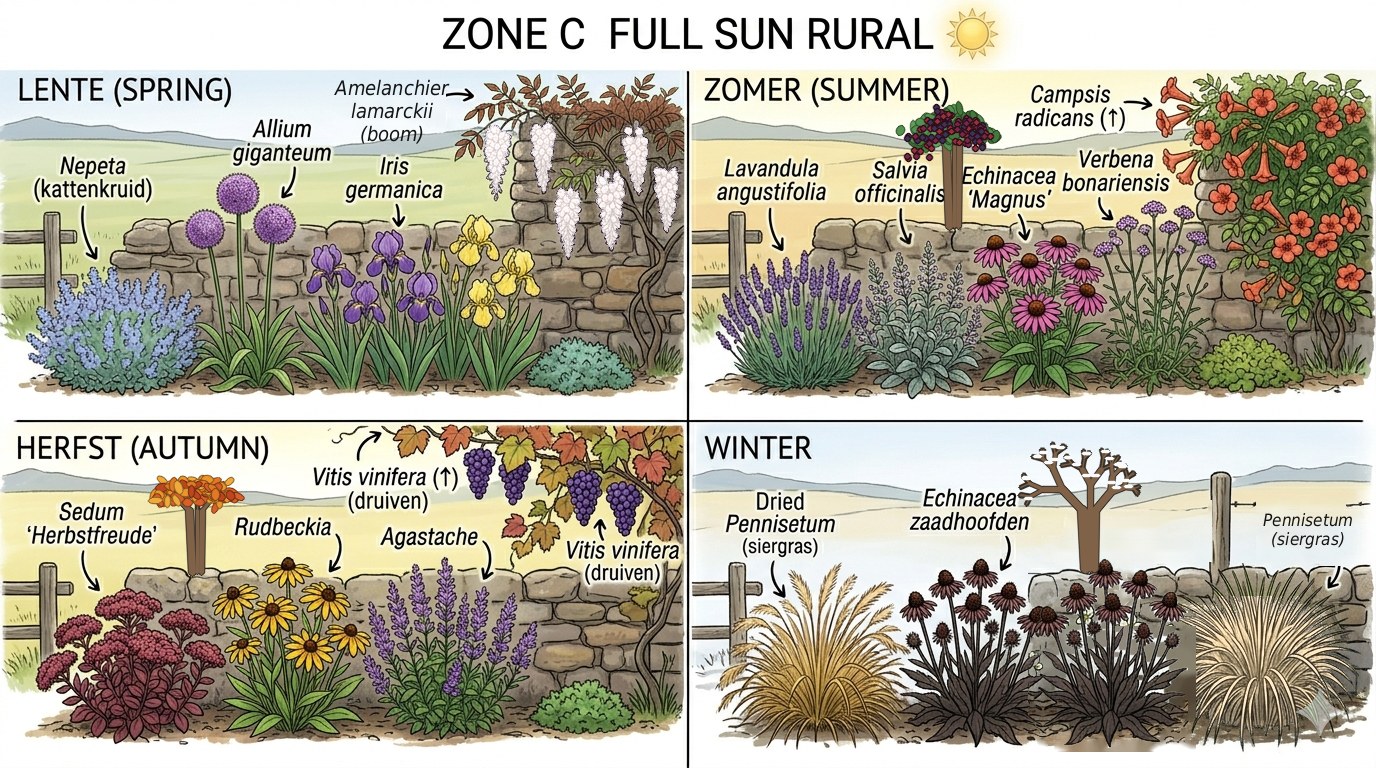 ZONE C FULL SUN RURAL
LENTE (SPRING)
Amelanchier
lamarckii
(boom)
Allium
giganteum
Nepeta
(kattenkruid)
Iris
germanica
ZOMER (SUMMER)
Campsis
radicans (↑)
Lavandula
angustifolia
Salvia
officinalis
Echinacea
'Magnus'
Verbena
bonariensis
HERFST (AUTUMN)
Vitis vinifera (↑)
(druiven)
Sedum
'Herbstfreude'
Rudbeckia
Agastache
Vitis vinifera
(druiven)
WINTER
Dried
Pennisetum
(siergras)
Echinacea
zaadhoofden
Pennisetum
(siergras)